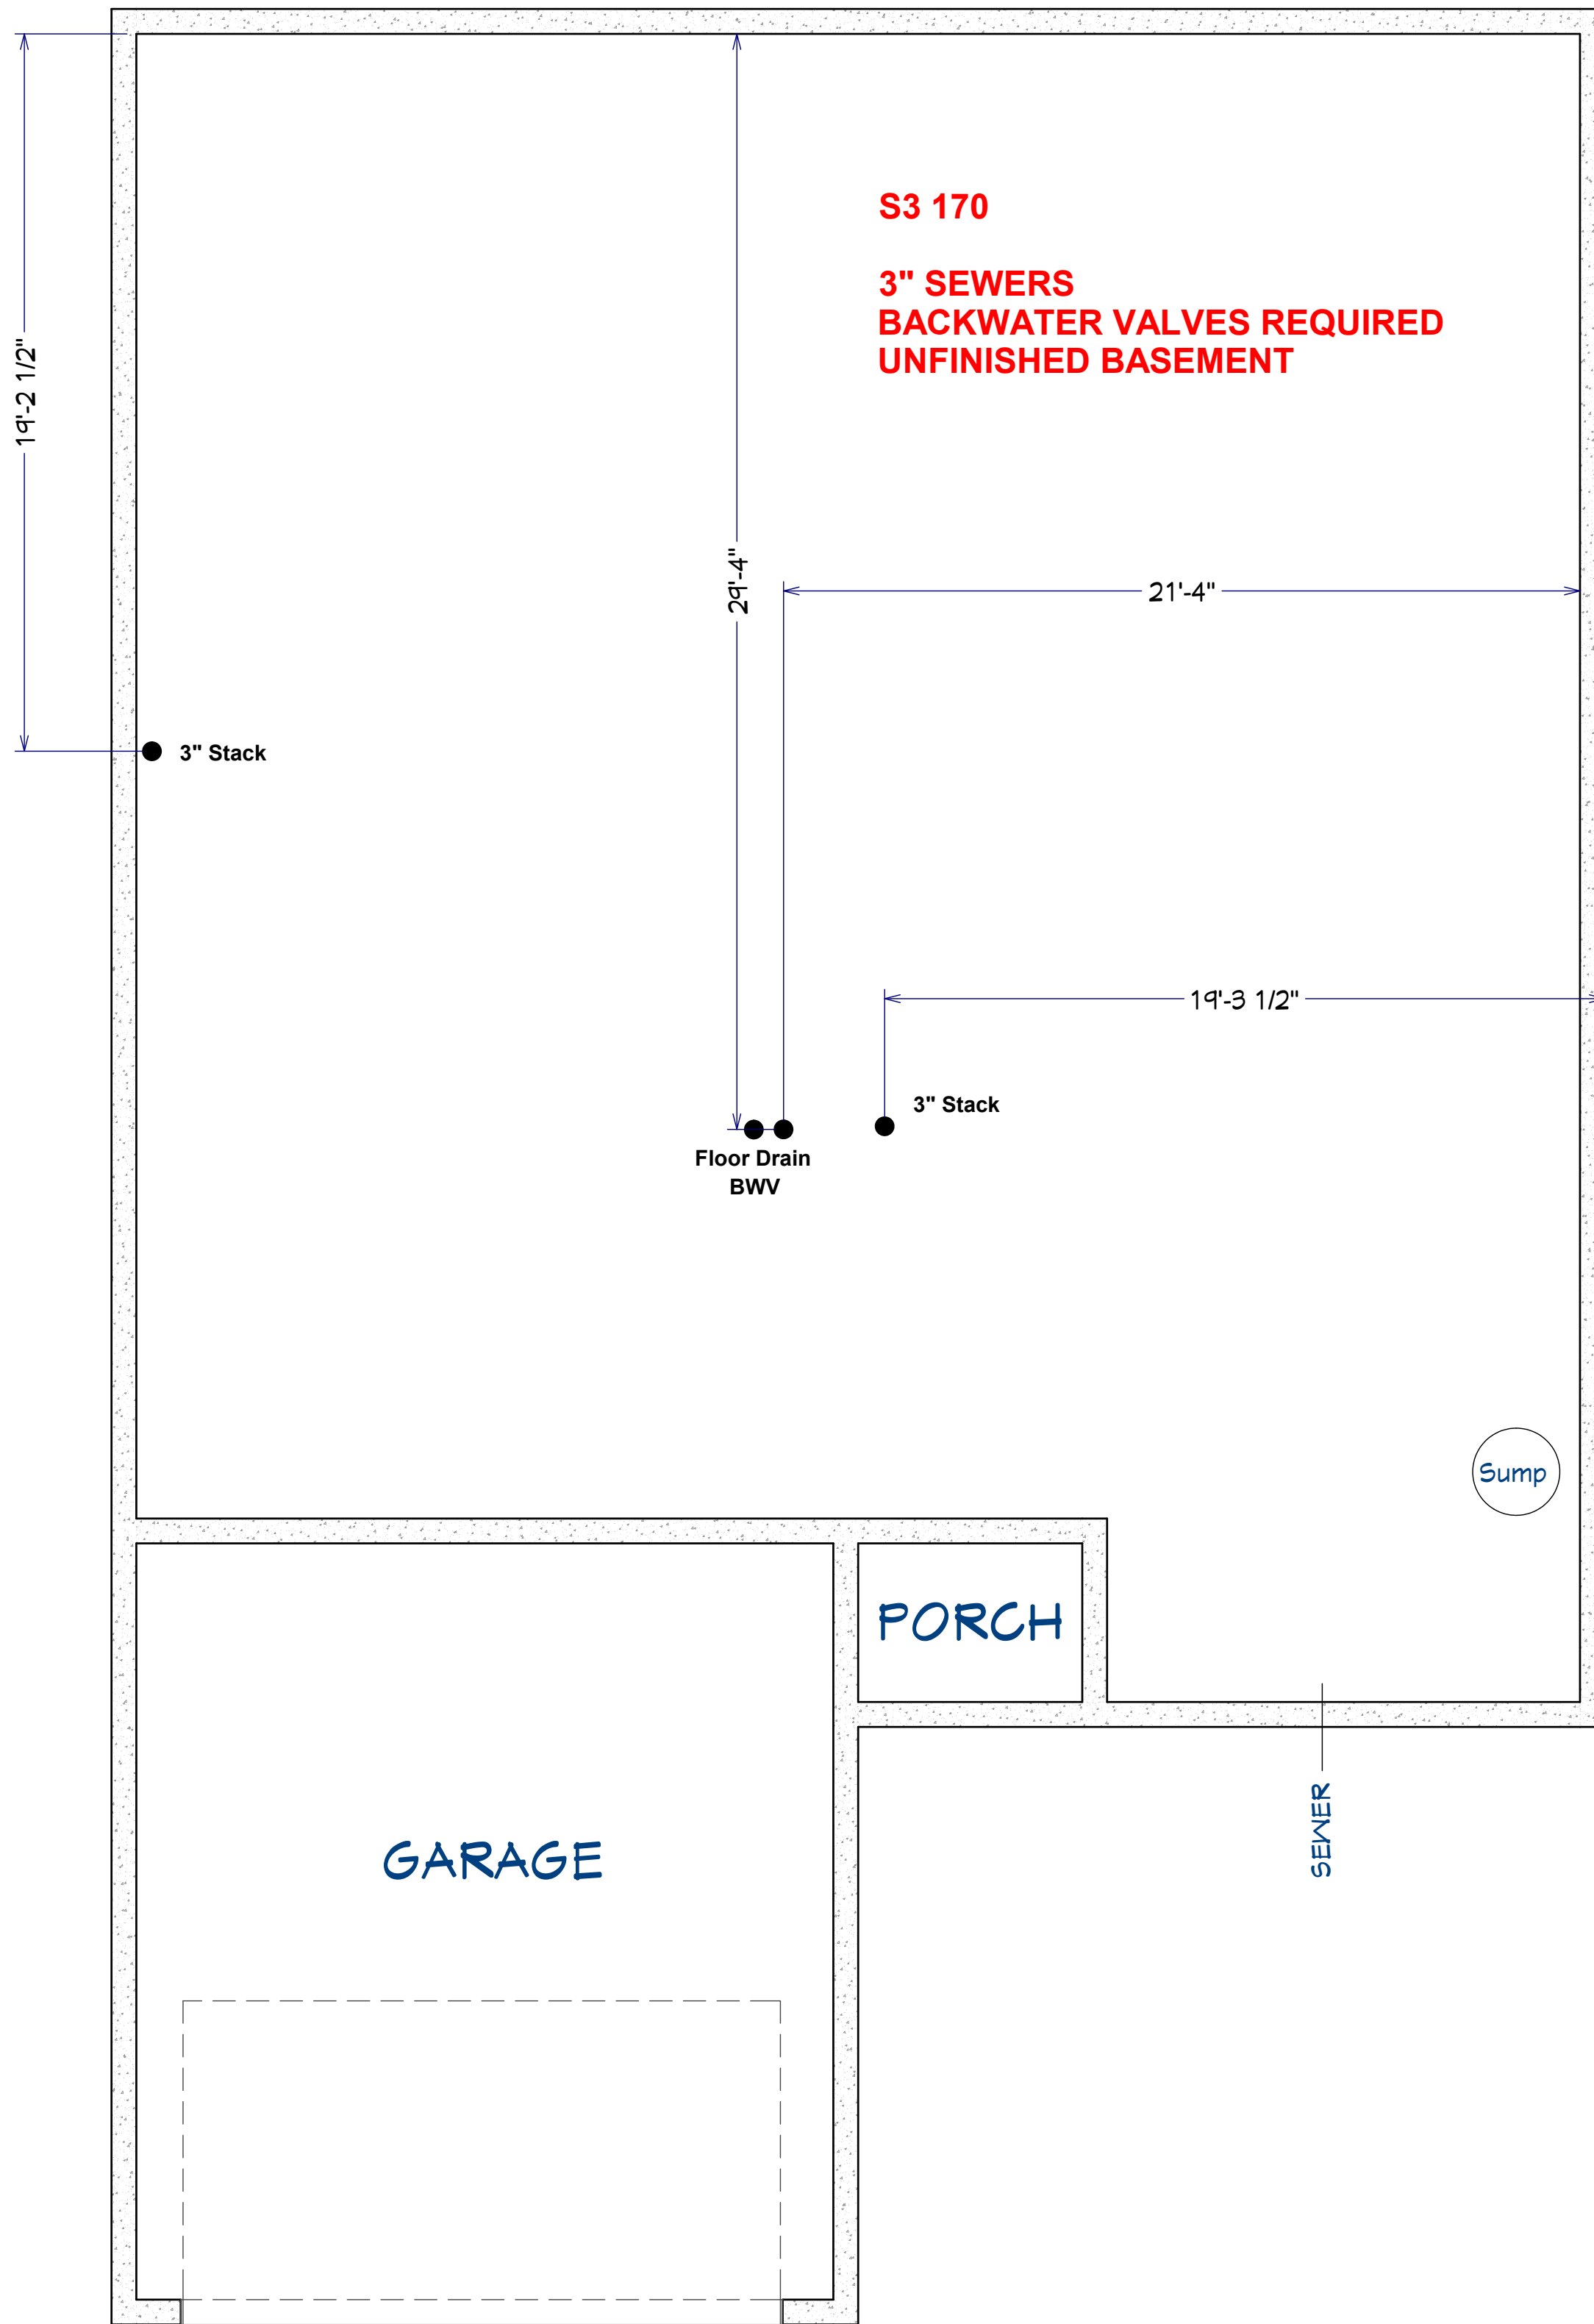 S3 170
3" SEWERS
BACKWATER VALVES REQUIRED
UNFINISHED BASEMENT
19'-2 1/2"
29'-4"
21'-4"
3" Stack
19'-3 1/2"
3" Stack
Floor Drain
BWV
Sump
PORCH
SEWER
GARAGE